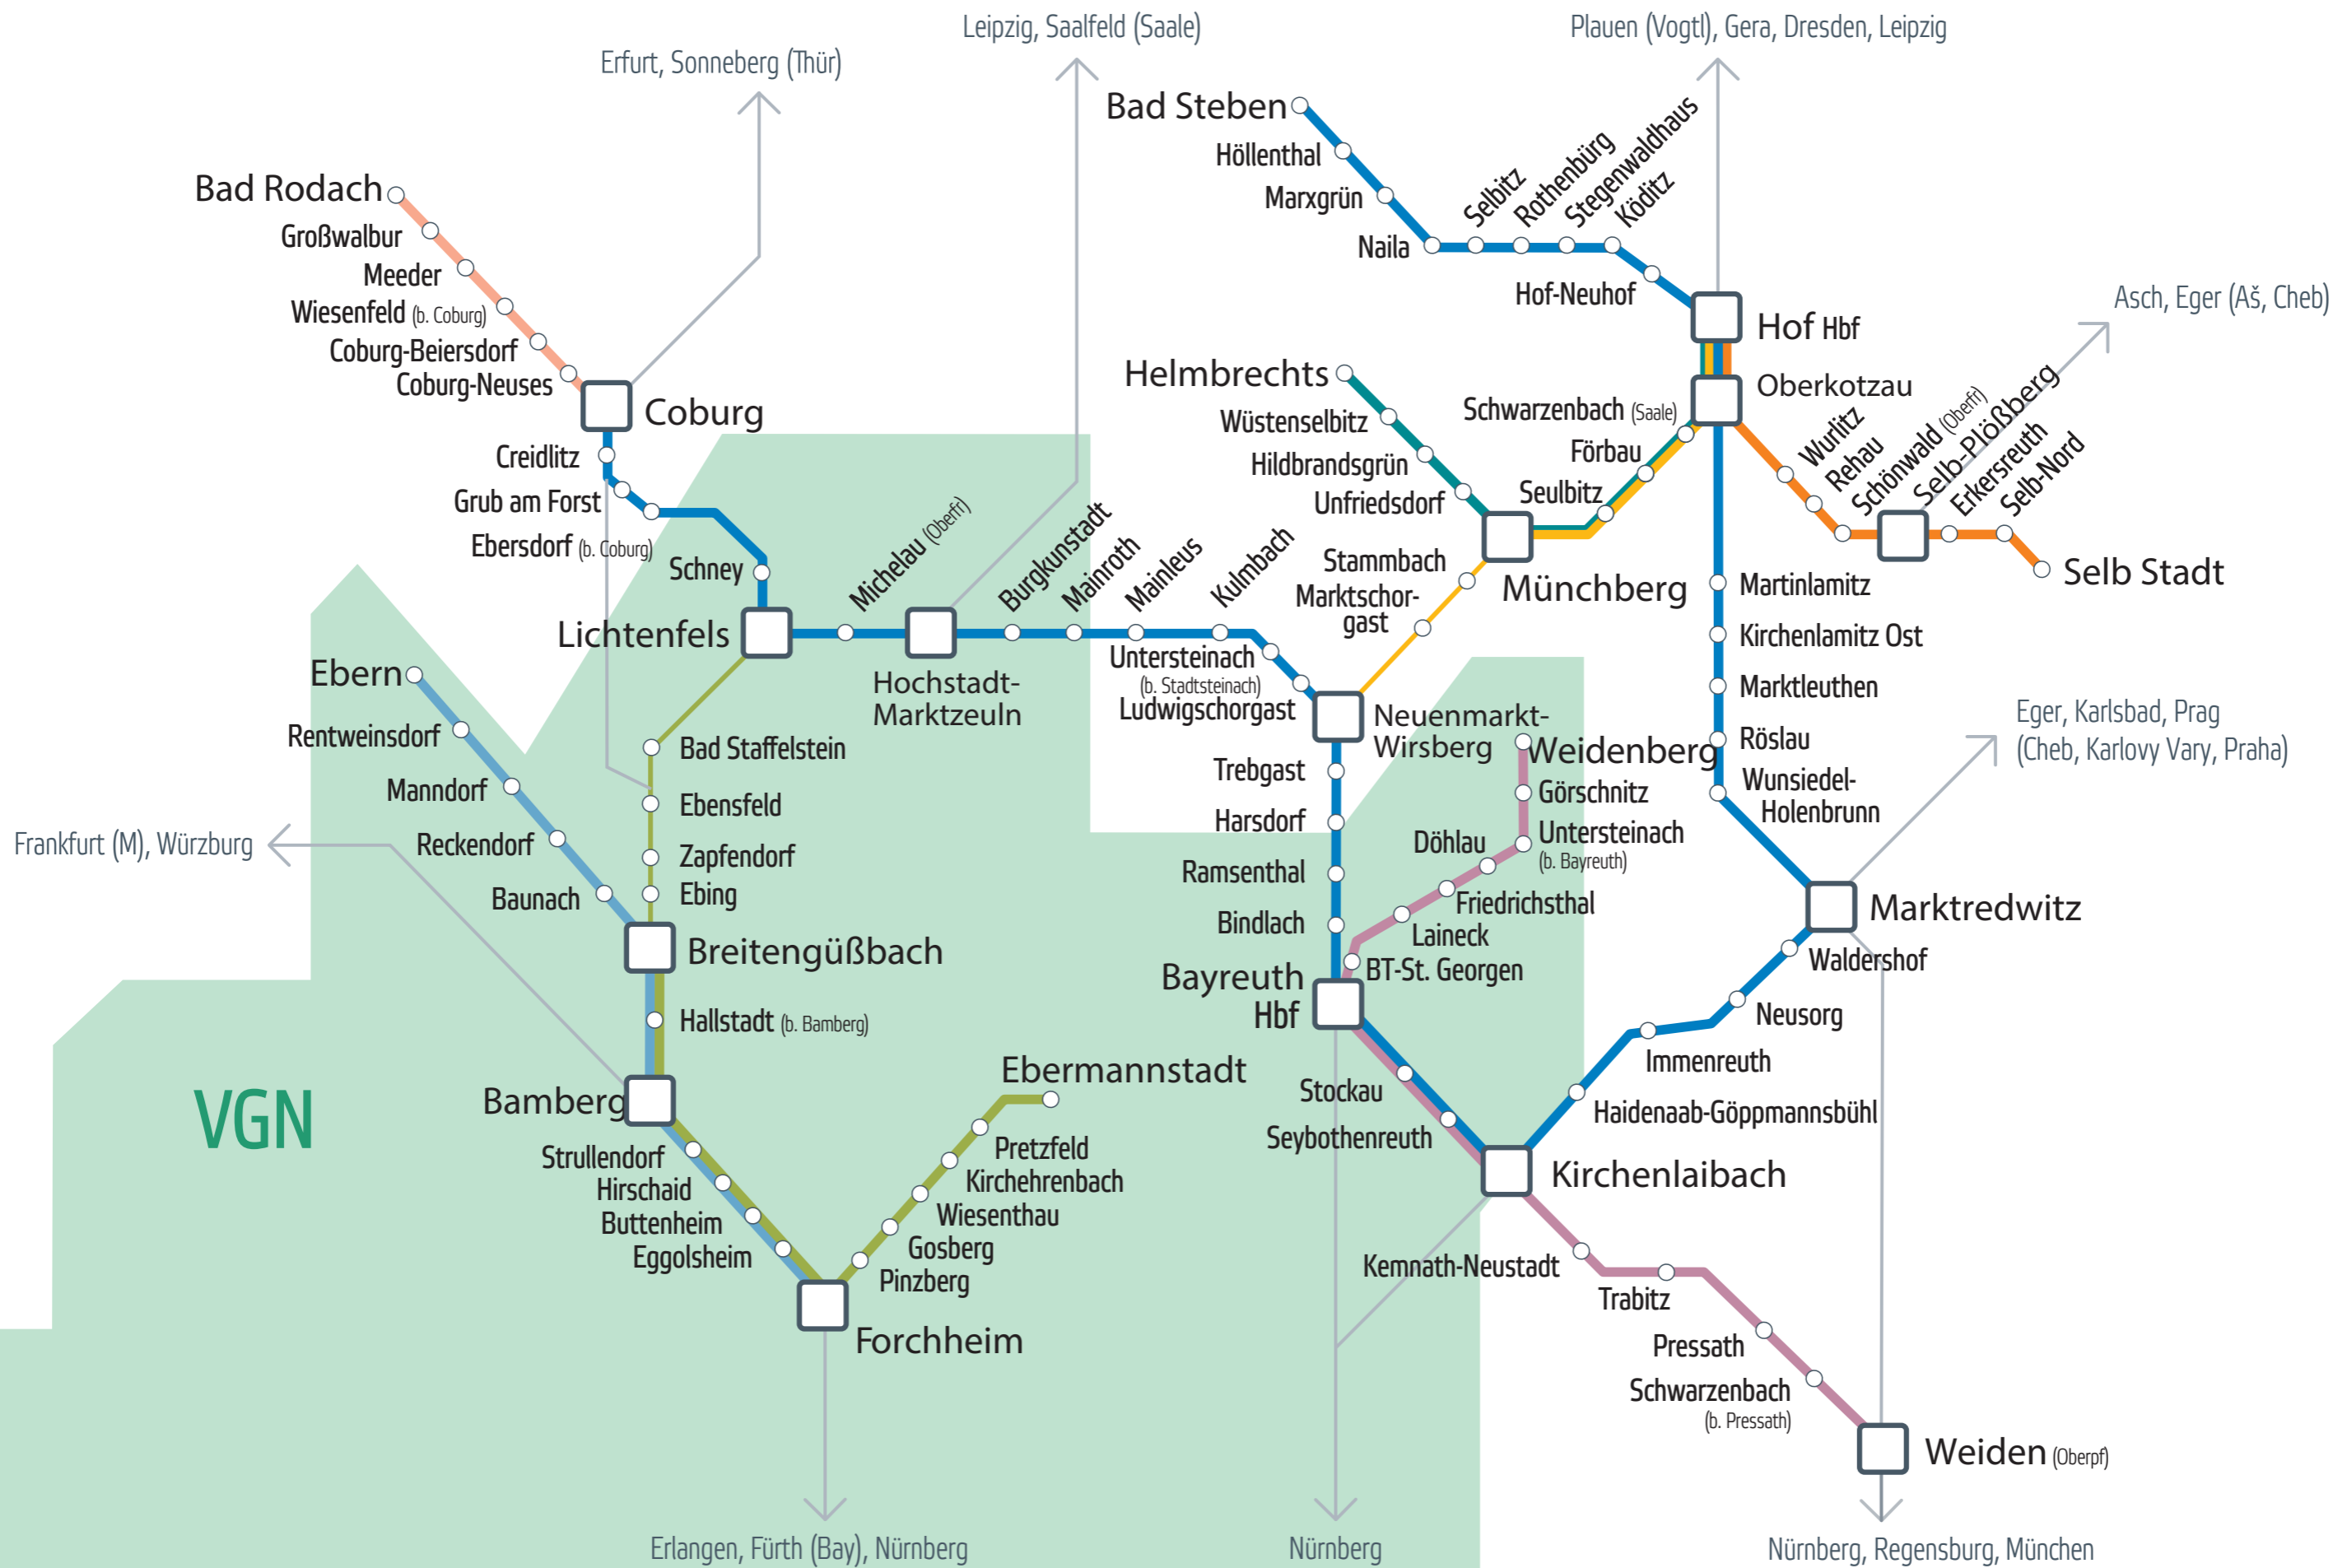 Leipzig, Saalfeld (Saale)
Plauen (Vogtl), Gera, Dresden, Leipzig
Erfurt, Sonneberg (Thür)
Bad Steben
Höllenthal
Marxgrün
Naila
Selbitz
Rothenbürg
Stegenwaldhaus
Köditz
Hof-Neuhof
Hof Hbf
Oberkotzau
Bad Rodach
Großwalbur
Meeder
Wiesenfeld (b. Coburg)
Coburg-Beiersdorf
Coburg-Neuses
Coburg
Creidlitz
Grub am Forst
Ebersdorf (b. Coburg)
Schney
Lichtenfels
Michelau (Oberfr)
Hochstadt-
Marktzeuln
Burgkunstadt
Mainroth
Mainleus
Kulmbach
Untersteinach
(b. Stadtsteinach)
Ludwigschorgast
Neuenmarkt-
Wirsberg
Helmbrechts
Wüstenselbitz
Hildbrandsgrün
Unfriedsdorf
Schwarzenbach (Saale)
Förbau
Seulbitz
Münchberg
Stammbach
Marktschor-
gast
Asch, Eger (Aš, Cheb)
Wurlitz
Rehau
Schönwald (Oberfr)
Selb-Plößberg
Erkersreuth
Selb-Nord
Selb Stadt
Martinlamitz
Kirchenlamitz Ost
Marktleuthen
Röslau
Wunsiedel-
Holenbrunn
Eger, Karlsbad, Prag
(Cheb, Karlovy Vary, Praha)
Marktredwitz
Waldershof
Neusorg
Immenreuth
Haidenaab-Göppmannsbühl
Kirchenlaibach
Ebern
Rentweinsdorf
Manndorf
Reckendorf
Baunach
Frankfurt (M), Würzburg
Bad Staffelstein
Ebensfeld
Zapfendorf
Ebing
Breitengüßbach
Hallstadt (b. Bamberg)
Bamberg
VGN
Strullendorf
Hirschaid
Buttenheim
Eggolsheim
Forchheim
Ebermannstadt
Pretzfeld
Kirchehrenbach
Wiesenthau
Gosberg
Pinzberg
Trebgast
Harsdorf
Ramsenthal
Bindlach
Bayreuth
Hbf
Weidenberg
Görschnitz
Untersteinach
(b. Bayreuth)
Döhlau
Friedrichsthal
Laineck
BT-St. Georgen
Stockau
Seybothenreuth
Kemnath-Neustadt
Trabitz
Pressath
Schwarzenbach
(b. Pressath)
Weiden (Oberpf)
Erlangen, Fürth (Bay), Nürnberg
Nürnberg
Nürnberg, Regensburg, München